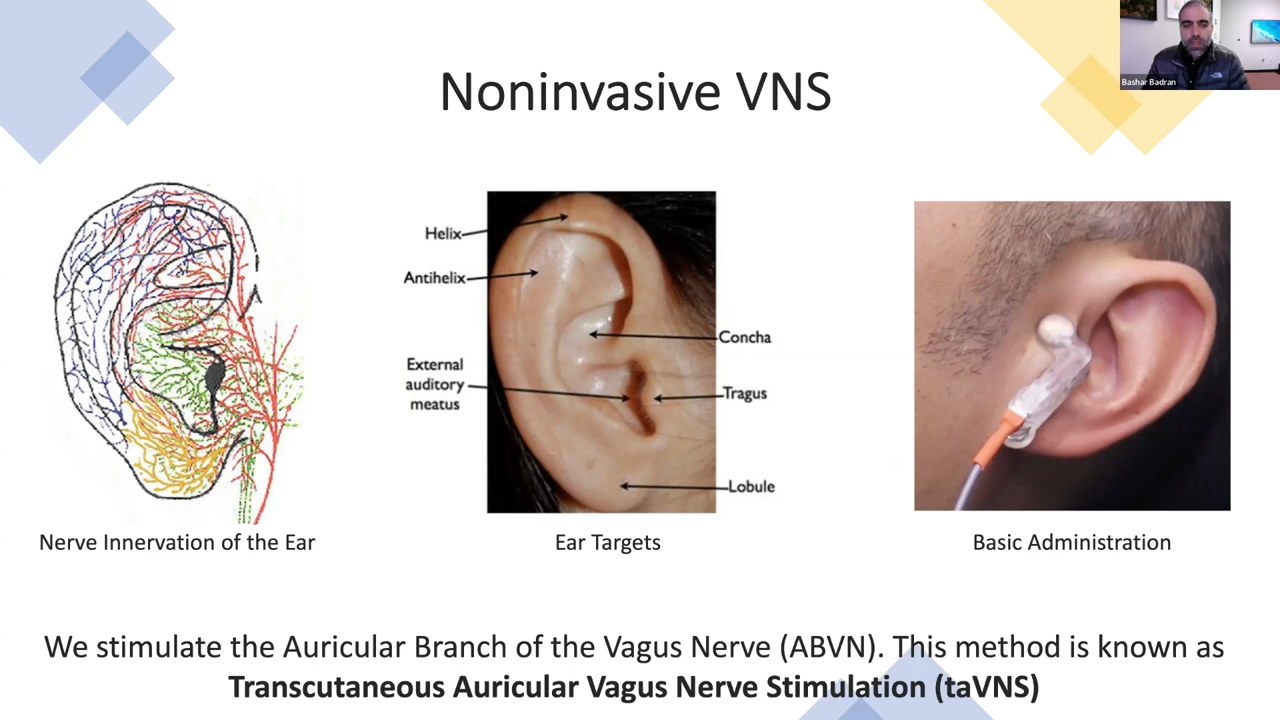 Bashar Badran
Noninvasive VNS
Helix
Antihelix
External
auditory
meatus
Concha
Tragus
Lobule
Nerve Innervation of the Ear
Ear Targets
Basic Administration
We stimulate the Auricular Branch of the Vagus Nerve (ABVN). This method is known as
Transcutaneous Auricular Vagus Nerve Stimulation (taVNS)